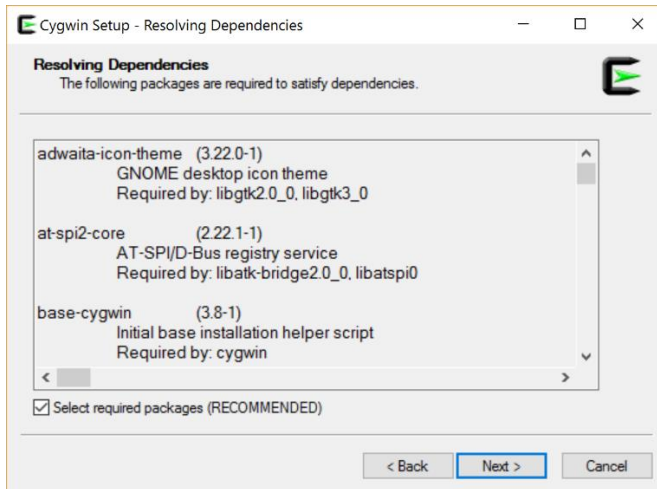 Cygwin Setup - Resolving Dependencies
Resolving Dependencies
The following packages are required to satisfy dependencies.
adwaita-icon-theme (3.22.0-1)
GNOME desktop icon theme
Required by: libgtk2.0_0, libgtk3_0
at-spi2-core (2.22.1-1)
AT-SPI/D-Bus registry service
Required by: libatk-bridge2.0_0, libatspi0
base-cygwin (3.8-1)
Initial base installation helper script
Required by: cygwin
Select required packages (RECOMMENDED)
< Back Next > Cancel